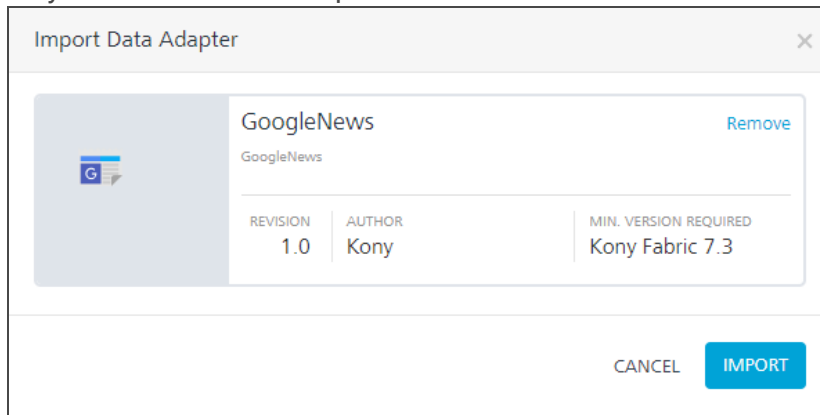 Import Data Adapter
GoogleNews
Remove
GoogleNews
REVISION
1.0
AUTHOR
Kony
MIN. VERSION REQUIRED
Kony Fabric 7.3
G
CANCEL
IMPORT